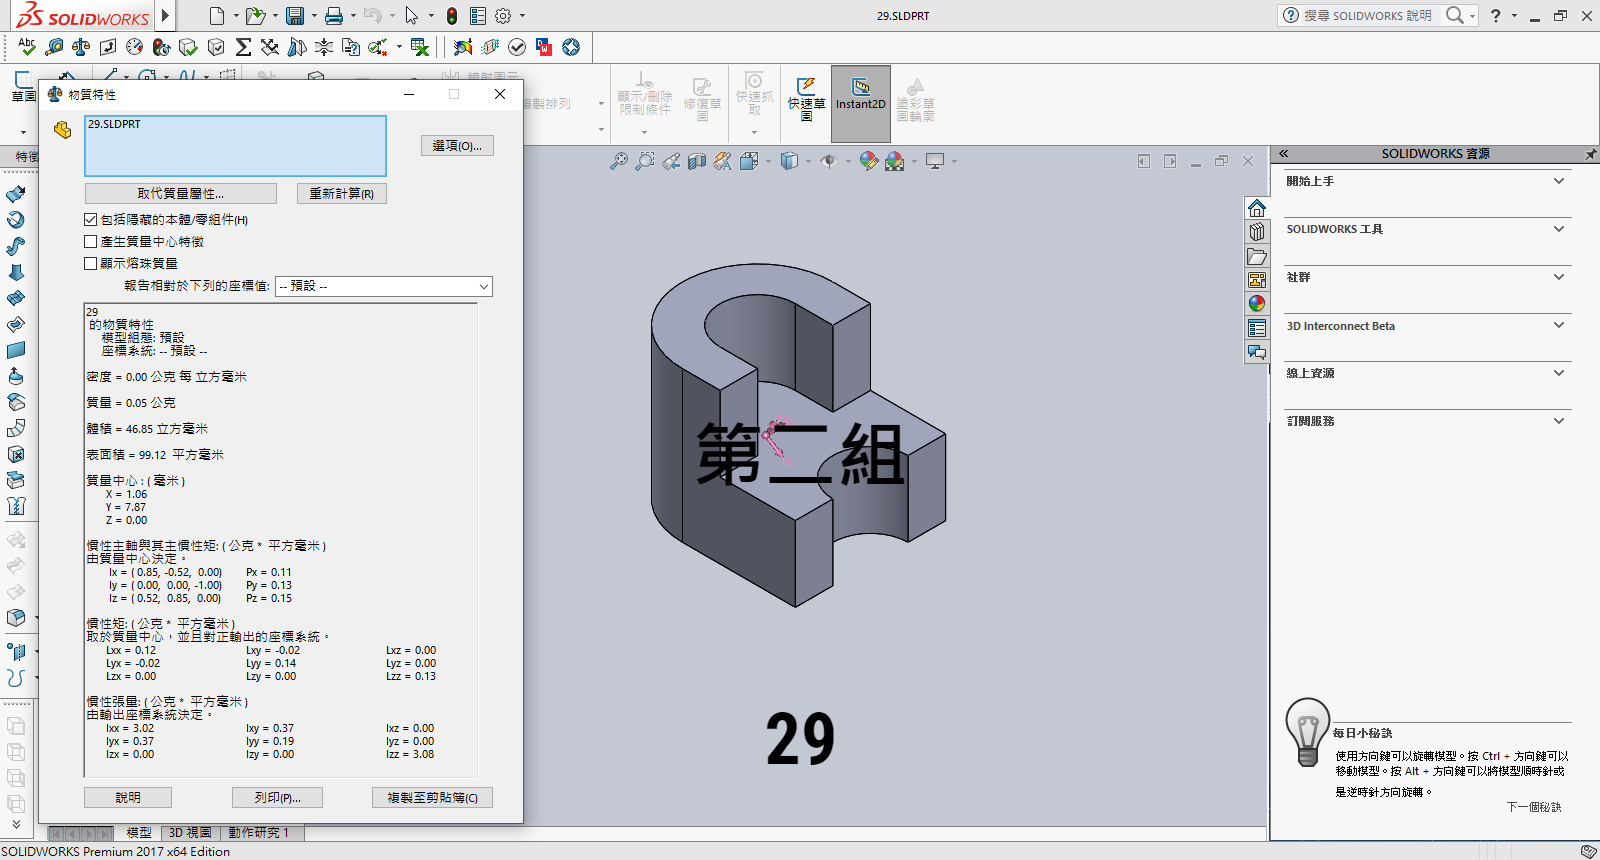 SOLIDWORKS
29.SLDPRT
搜尋 SOLIDWORKS 說明
草圖
鏡射圖元
複製排列
顯示/刪除限制條件
修復草圖
快速抓取
快速草圖
Instant2D
塗彩草圖輪廓
特徵
物質特性
29.SLDPRT
選項(O)...
取代質量屬性...
重新計算(R)
包括隱藏的本體/零組件(H)
產生質量中心特徵
顯示熔珠質量
報告相對於下列的座標值:
-- 預設 --
29
的物質特性
模型組態: 預設
座標系統: -- 預設 --
密度 = 0.00 公克 每 立方毫米
質量 = 0.05 公克
體積 = 46.85 立方毫米
表面積 = 99.12 平方毫米
質量中心 : ( 毫米 )
X = 1.06
Y = 7.87
Z = 0.00
慣性主軸與其主慣性矩: ( 公克 * 平方毫米 )
由質量中心決定。
Ix = ( 0.85, -0.52, 0.00) Px = 0.11
Iy = ( 0.00, 0.00, -1.00) Py = 0.13
Iz = ( 0.52, 0.85, 0.00) Pz = 0.15
慣性矩: ( 公克 * 平方毫米 )
取於質量中心，並且對正輸出的座標系統。
Lxx = 0.12 Lxy = -0.02 Lxz = 0.00
Lyx = -0.02 Lyy = 0.14 Lyz = 0.00
Lzx = 0.00 Lzy = 0.00 Lzz = 0.13
慣性張量: ( 公克 * 平方毫米 )
由輸出座標系統決定。
Ixx = 3.02 Ixy = 0.37 Ixz = 0.00
Iyx = 0.37 Iyy = 0.19 Iyz = 0.00
Izx = 0.00 Izy = 0.00 Izz = 3.08
說明
列印(P)...
複製至剪貼簿(C)
第二組
29
SOLIDWORKS 資源
開始上手
SOLIDWORKS 工具
社群
3D Interconnect Beta
線上資源
訂閱服務
每日小秘訣
使用方向鍵可以旋轉模型。按 Ctrl + 方向鍵可以
移動模型。按 Alt + 方向鍵可以將模型順時針或
是逆時針方向旋轉。
下一個秘訣
模型
3D 視圖
動作研究 1
SOLIDWORKS Premium 2017 x64 Edition